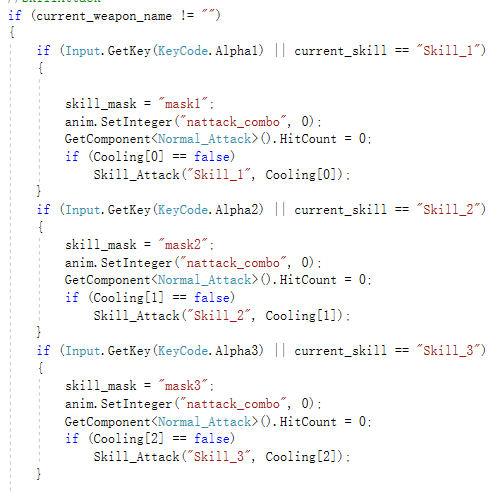 //SkillAttack
if (current_weapon_name != "")
{
if (Input.GetKey(KeyCode.Alpha1) || current_skill == "Skill_1")
{
skill_mask = "mask1";
anim.SetInteger("nattack_combo", 0);
GetComponent<Normal_Attack>().HitCount = 0;
if (Cooling[0] == false)
Skill_Attack("Skill_1", Cooling[0]);
}
if (Input.GetKey(KeyCode.Alpha2) || current_skill == "Skill_2")
{
skill_mask = "mask2";
anim.SetInteger("nattack_combo", 0);
GetComponent<Normal_Attack>().HitCount = 0;
if (Cooling[1] == false)
Skill_Attack("Skill_2", Cooling[1]);
}
if (Input.GetKey(KeyCode.Alpha3) || current_skill == "Skill_3")
{
skill_mask = "mask3";
anim.SetInteger("nattack_combo", 0);
GetComponent<Normal_Attack>().HitCount = 0;
if (Cooling[2] == false)
Skill_Attack("Skill_3", Cooling[2]);
}